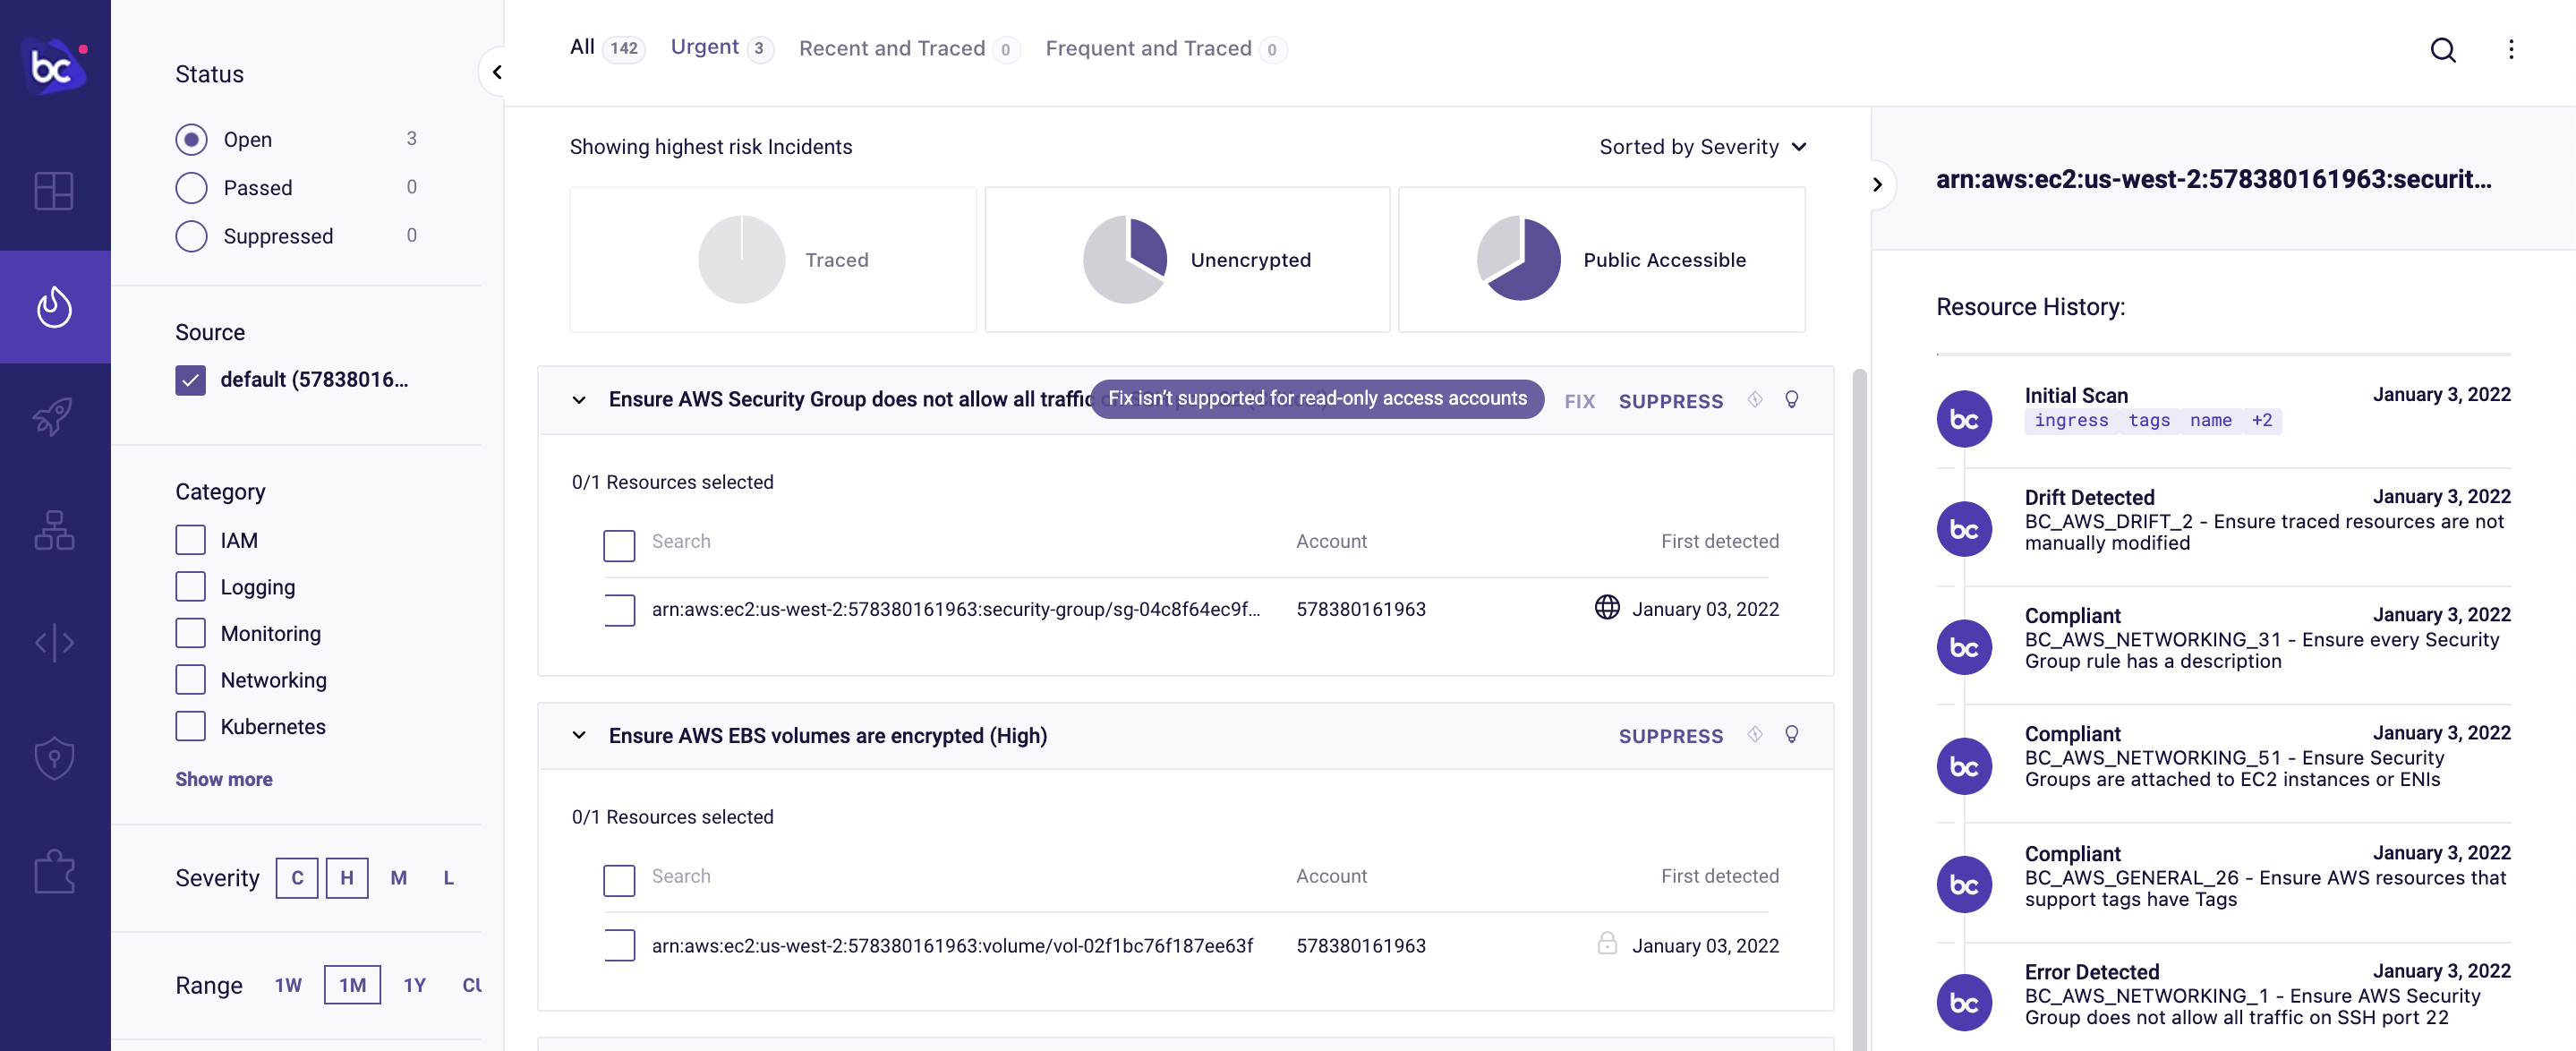 bc
Status
Open 3
Passed 0
Suppressed 0
Source
default (57838016...
Category
IAM
Logging
Monitoring
Networking
Kubernetes
Show more
Severity C H M L
Range 1W 1M 1Y
All 142 Urgent 3 Recent and Traced 0 Frequent and Traced 0
Showing highest risk Incidents
Sorted by Severity
Traced
Unencrypted
Public Accessible
Ensure AWS Security Group does not allow all traffic
Fix isn’t supported for read-only access accounts
FIX SUPPRESS
0/1 Resources selected
Search Account First detected
arn:aws:ec2:us-west-2:578380161963:security-group/sg-04c8f64ec9f... 578380161963 January 03, 2022
Ensure AWS EBS volumes are encrypted (High)
SUPPRESS
0/1 Resources selected
Search Account First detected
arn:aws:ec2:us-west-2:578380161963:volume/vol-02f1bc76f187ee63f 578380161963 January 03, 2022
arn:aws:ec2:us-west-2:578380161963:securit...
Resource History:
bc
Initial Scan January 3, 2022
ingress tags name +2
bc
Drift Detected January 3, 2022
BC_AWS_DRIFT_2 - Ensure traced resources are not
manually modified
bc
Compliant January 3, 2022
BC_AWS_NETWORKING_31 - Ensure every Security
Group rule has a description
bc
Compliant January 3, 2022
BC_AWS_NETWORKING_51 - Ensure Security
Groups are attached to EC2 instances or ENIs
bc
Compliant January 3, 2022
BC_AWS_GENERAL_26 - Ensure AWS resources that
support tags have Tags
bc
Error Detected January 3, 2022
BC_AWS_NETWORKING_1 - Ensure AWS Security
Group does not allow all traffic on SSH port 22